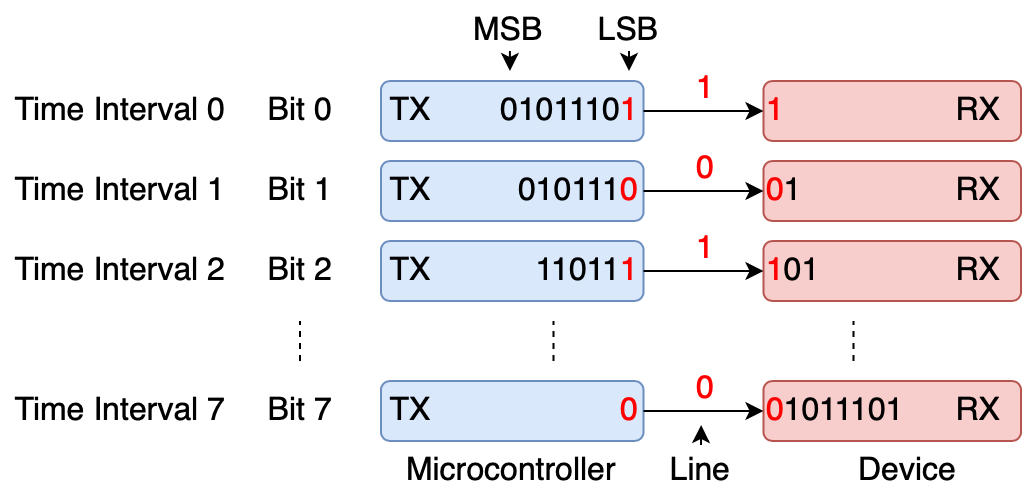 MSB LSB
1
Time Interval 0 Bit 0 TX 01011101 1 RX
0
Time Interval 1 Bit 1 TX 0101110 01 RX
1
Time Interval 2 Bit 2 TX 110111 101 RX
0
Time Interval 7 Bit 7 TX 0 01011101 RX
Microcontroller Line Device